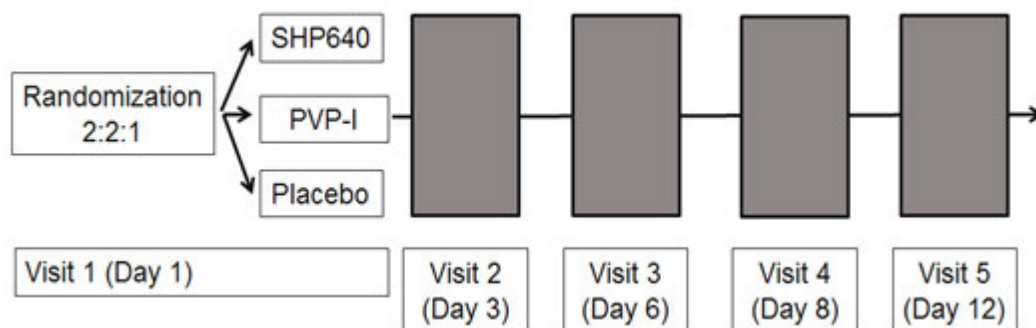 SHP640
Randomization
2:2:1
PVP-I
Placebo
Visit 1 (Day 1)
Visit 2
(Day 3)
Visit 3
(Day 6)
Visit 4
(Day 8)
Visit 5
(Day 12)